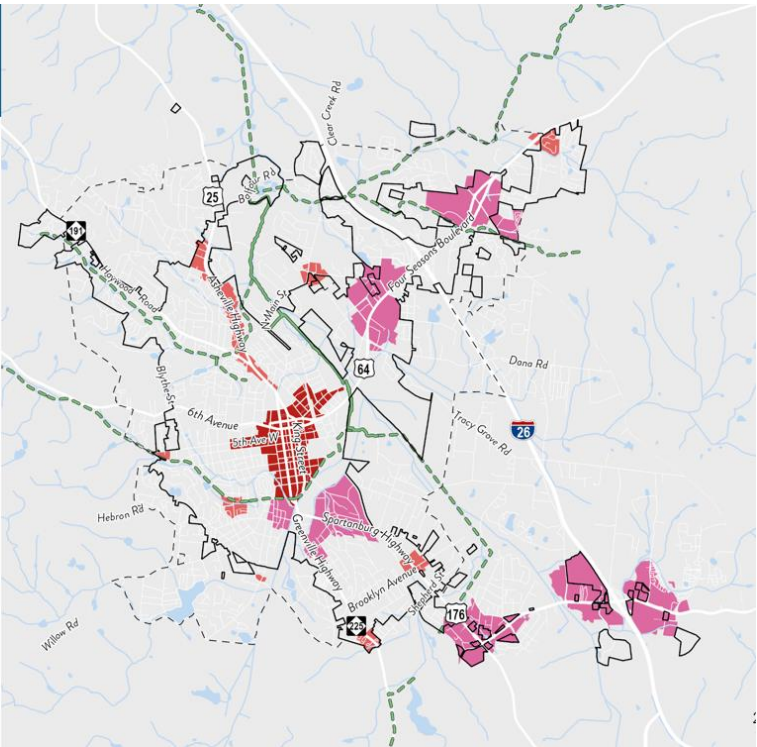 Clear Creek Rd
25
Balfour Rd
191
Haywood Road
Four Seasons Boulevard
Asheville Highway
N Main St
64
Dana Rd
Blythe St
6th Avenue
5th Ave W
King Street
Tracy Grove Rd
26
Hebron Rd
Spartanburg Highway
Greenville Highway
Brooklyn Avenue
Shepherd St
176
225
Willow Rd